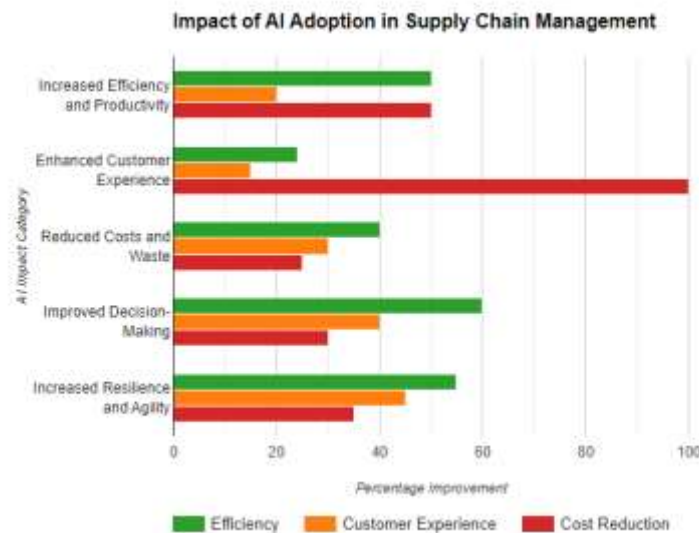 Impact of AI Adoption in Supply Chain Management
Increased Efficiency
and Productivity
Enhanced Customer
Experience
Reduced Costs and
Waste
Improved Decision-
Making
Increased Resilience
and Agility
AI Impact Category
0 20 40 60 80 100
Percentage Improvement
Efficiency Customer Experience Cost Reduction